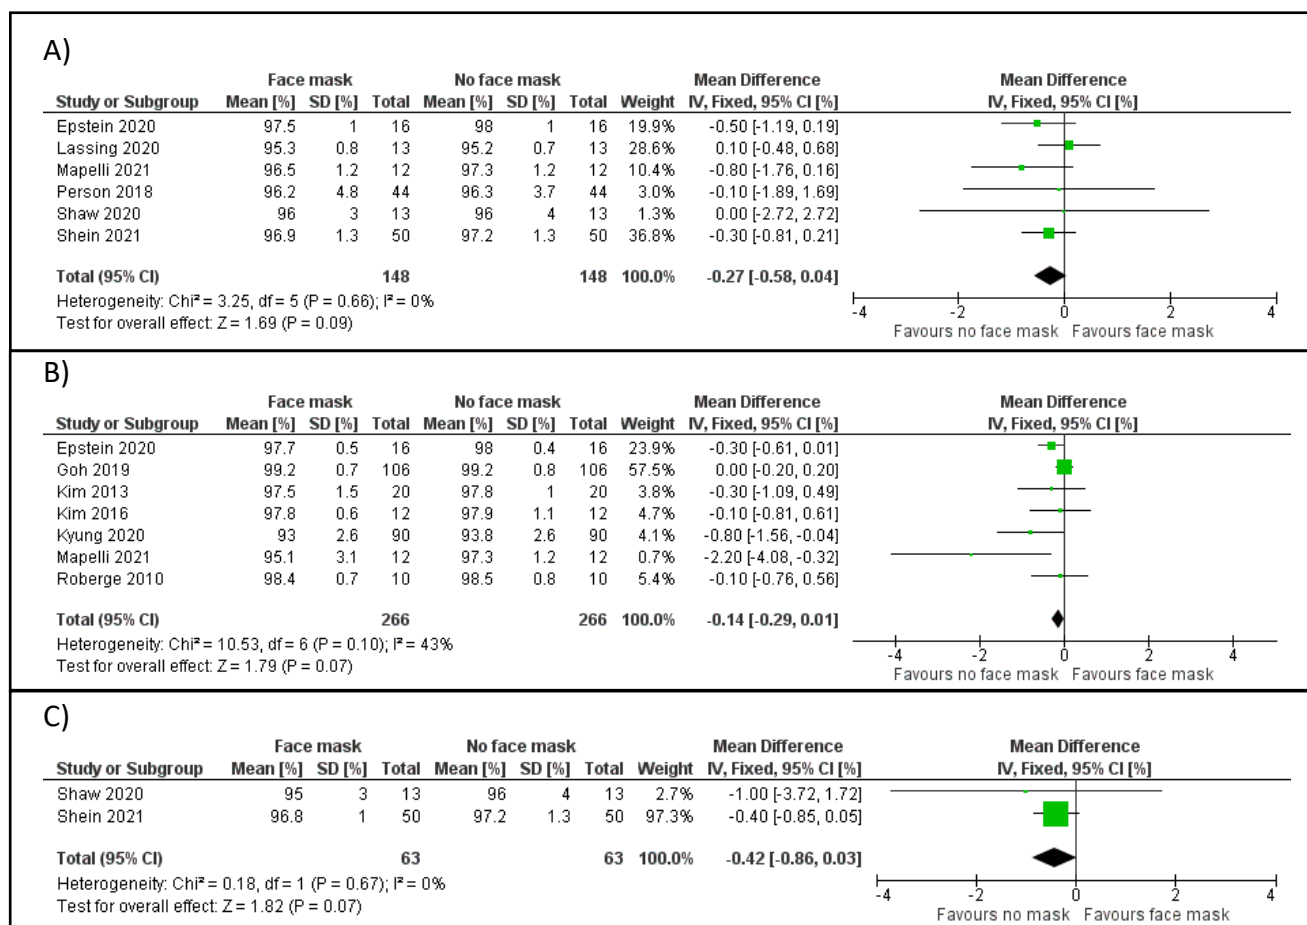 A)
Face mask No face mask Mean Difference Mean Difference
Study or Subgroup Mean [%] SD [%] Total Mean [%] SD [%] Total Weight IV, Fixed, 95% CI [%] IV, Fixed, 95% CI [%]
Epstein 2020 97.5 1 16 98 1 16 19.9% -0.50 [-1.19, 0.19]
Lassing 2020 95.3 0.8 13 95.2 0.7 13 28.6% 0.10 [-0.48, 0.68]
Mapelli 2021 96.5 1.2 12 97.3 1.2 12 10.4% -0.80 [-1.76, 0.16]
Person 2018 96.2 4.8 44 96.3 3.7 44 3.0% -0.10 [-1.89, 1.69]
Shaw 2020 96 3 13 96 4 13 1.3% 0.00 [-2.72, 2.72]
Shein 2021 96.9 1.3 50 97.2 1.3 50 36.8% -0.30 [-0.81, 0.21]
Total (95% CI) 148 148 100.0% -0.27 [-0.58, 0.04]
Heterogeneity: Chi² = 3.25, df = 5 (P = 0.66); I² = 0%
Test for overall effect: Z = 1.69 (P = 0.09)
-4 -2 0 2 4
Favours no face mask Favours face mask
B)
Face mask No face mask Mean Difference Mean Difference
Study or Subgroup Mean [%] SD [%] Total Mean [%] SD [%] Total Weight IV, Fixed, 95% CI [%] IV, Fixed, 95% CI [%]
Epstein 2020 97.7 0.5 16 98 0.4 16 23.9% -0.30 [-0.61, 0.01]
Goh 2019 99.2 0.7 106 99.2 0.8 106 57.5% 0.00 [-0.20, 0.20]
Kim 2013 97.5 1.5 20 97.8 1 20 3.8% -0.30 [-1.09, 0.49]
Kim 2016 97.8 0.6 12 97.9 1.1 12 4.7% -0.10 [-0.81, 0.61]
Kyung 2020 93 2.6 90 93.8 2.6 90 4.1% -0.80 [-1.56, -0.04]
Mapelli 2021 95.1 3.1 12 97.3 1.2 12 0.7% -2.20 [-4.08, -0.32]
Roberge 2010 98.4 0.7 10 98.5 0.8 10 5.4% -0.10 [-0.76, 0.56]
Total (95% CI) 266 266 100.0% -0.14 [-0.29, 0.01]
Heterogeneity: Chi² = 10.53, df = 6 (P = 0.10); I² = 43%
Test for overall effect: Z = 1.79 (P = 0.07)
-4 -2 0 2 4
Favours no face mask Favours face mask
C)
Face mask No face mask Mean Difference Mean Difference
Study or Subgroup Mean [%] SD [%] Total Mean [%] SD [%] Total Weight IV, Fixed, 95% CI [%] IV, Fixed, 95% CI [%]
Shaw 2020 95 3 13 96 4 13 2.7% -1.00 [-3.72, 1.72]
Shein 2021 96.8 1 50 97.2 1.3 50 97.3% -0.40 [-0.85, 0.05]
Total (95% CI) 63 63 100.0% -0.42 [-0.86, 0.03]
Heterogeneity: Chi² = 0.18, df = 1 (P = 0.67); I² = 0%
Test for overall effect: Z = 1.82 (P = 0.07)
-4 -2 0 2 4
Favours no mask Favours face mask